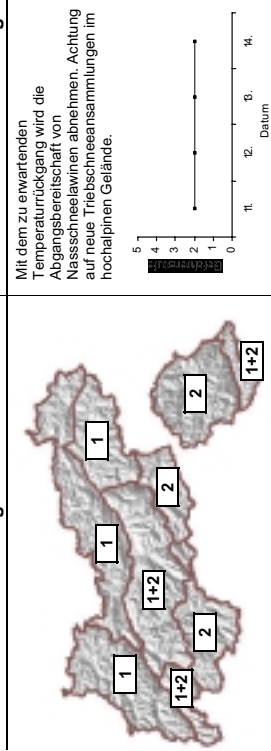 1
1
1
2
1+2
2
1+2
2
1+2
Mit dem zu erwartenden
Temperaturrückgang wird die
Abgangsbereitschaft von
Nassschneelawinen abnehmen. Achtung
auf neue Triebschneeansammlungen im
hochalpinen Gelände.
5
4
3
2
1
0
Gefahrenstufe
11. 12. 13. 14.
Datum